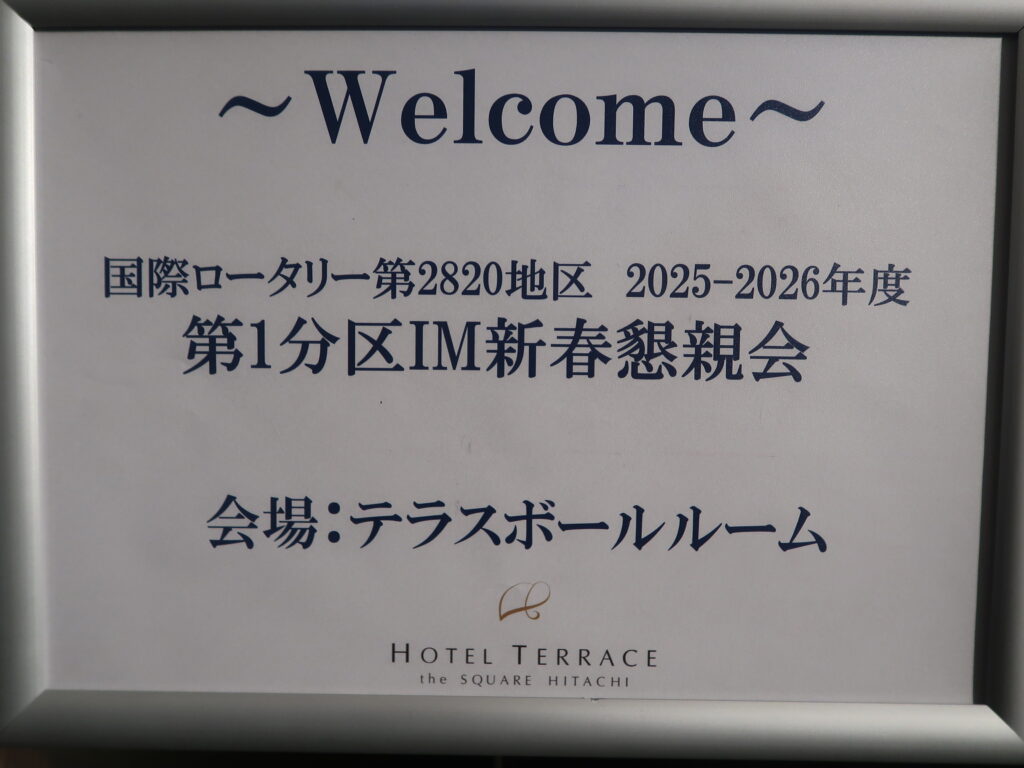 ～Welcome～
国際ロータリー第2820地区　2025-2026年度
第1分区IM新春懇親会
会場：テラスボールルーム
HOTEL TERRACE
the SQUARE HITACHI